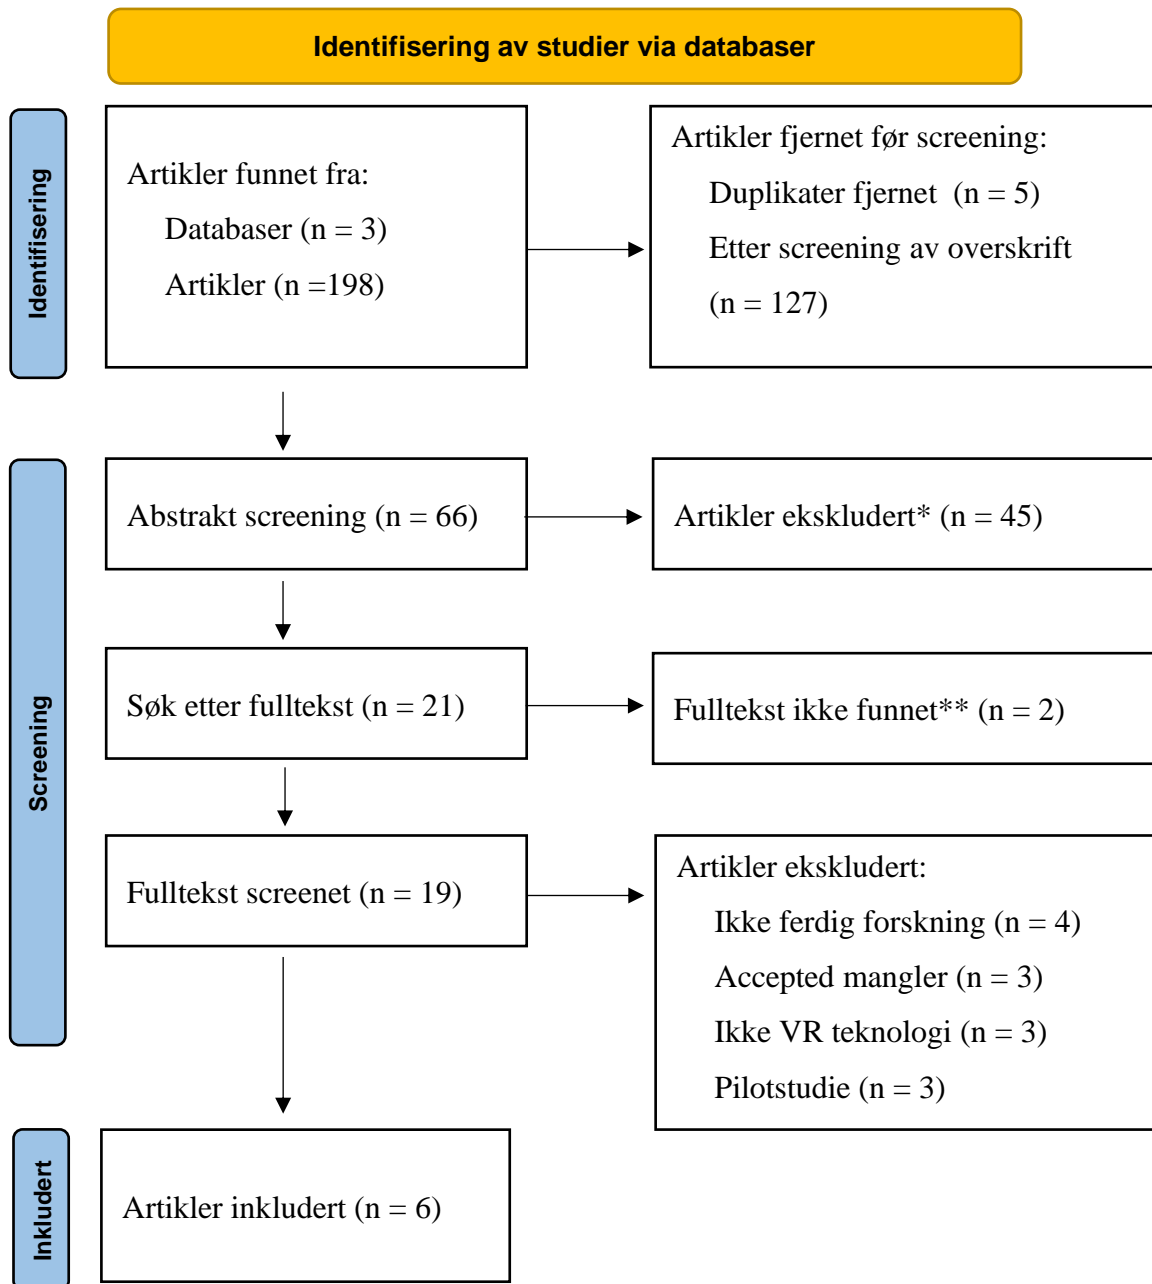 Identifisering av studier via databaser
Identifisering
Artikler funnet fra:
Databaser (n = 3)
Artikler (n =198)
Artikler fjernet før screening:
Duplikater fjernet  (n = 5)
Etter screening av overskrift
(n = 127)
Screening
Abstrakt screening (n = 66)
Artikler ekskludert* (n = 45)
Søk etter fulltekst (n = 21)
Fulltekst ikke funnet** (n = 2)
Fulltekst screenet (n = 19)
Artikler ekskludert:
Ikke ferdig forskning (n = 4)
Accepted mangler (n = 3)
Ikke VR teknologi (n = 3)
Pilotstudie (n = 3)
Inkludert
Artikler inkludert (n = 6)